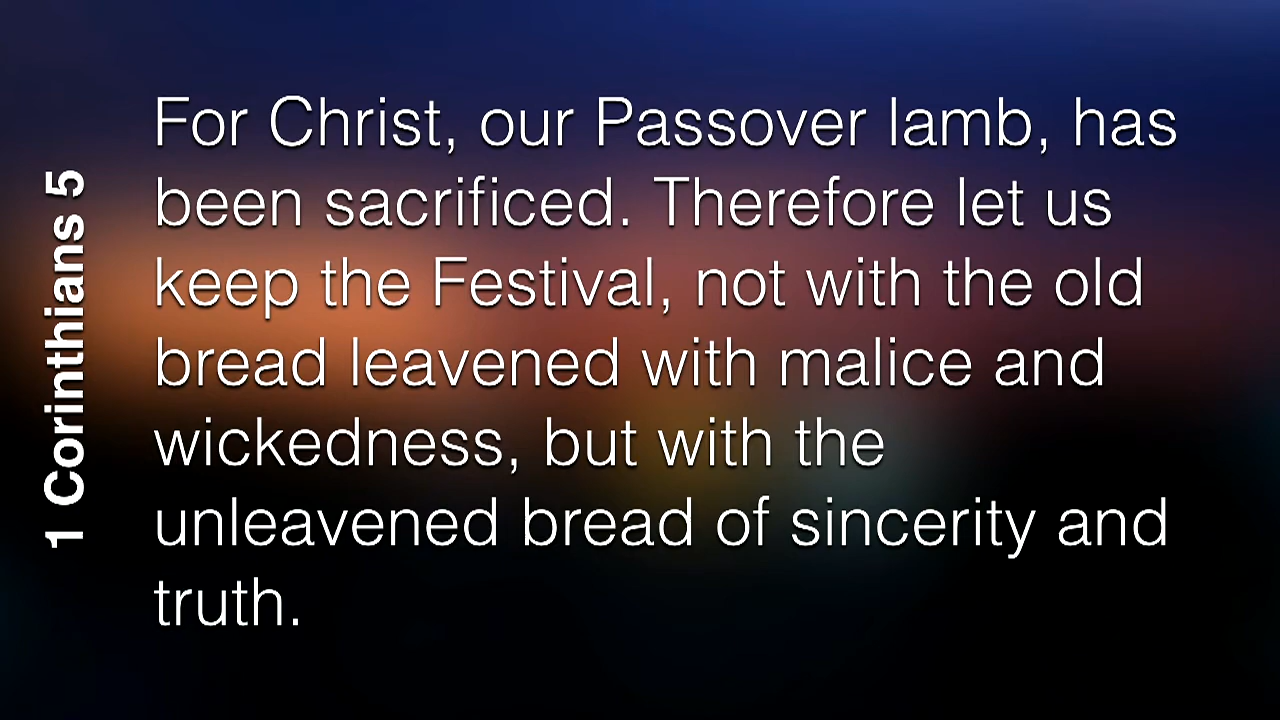 1 Corinthians 5
For Christ, our Passover lamb, has
been sacrificed. Therefore let us
keep the Festival, not with the old
bread leavened with malice and
wickedness, but with the
unleavened bread of sincerity and
truth.